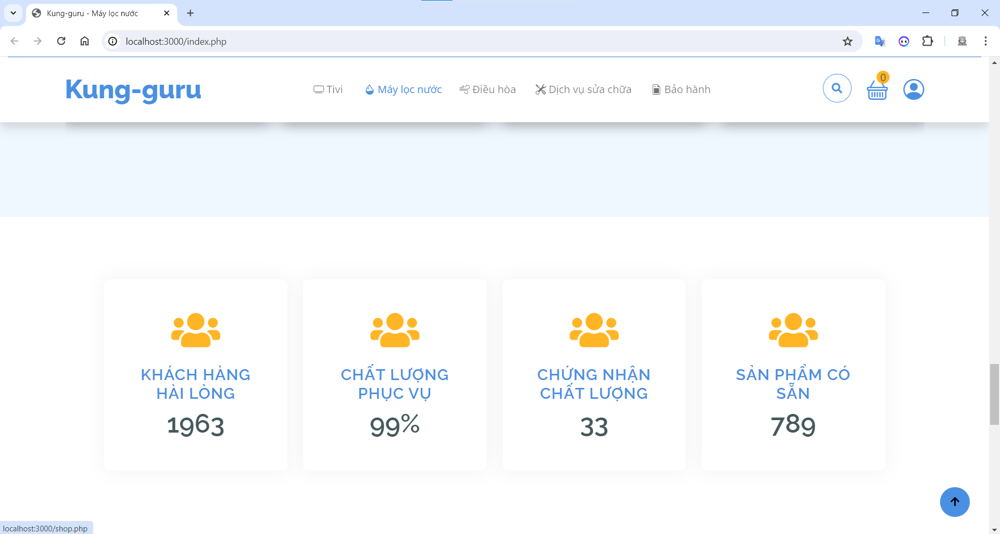 Kung-guru - Máy lọc nước
localhost:3000/index.php
Kung-guru
Tivi
Máy lọc nước
Điều hòa
Dịch vụ sửa chữa
Bảo hành
0
KHÁCH HÀNG
HÀI LÒNG
1963
CHẤT LƯỢNG
PHỤC VỤ
99%
CHỨNG NHẬN
CHẤT LƯỢNG
33
SẢN PHẨM CÓ
SẴN
789
localhost:3000/shop.php